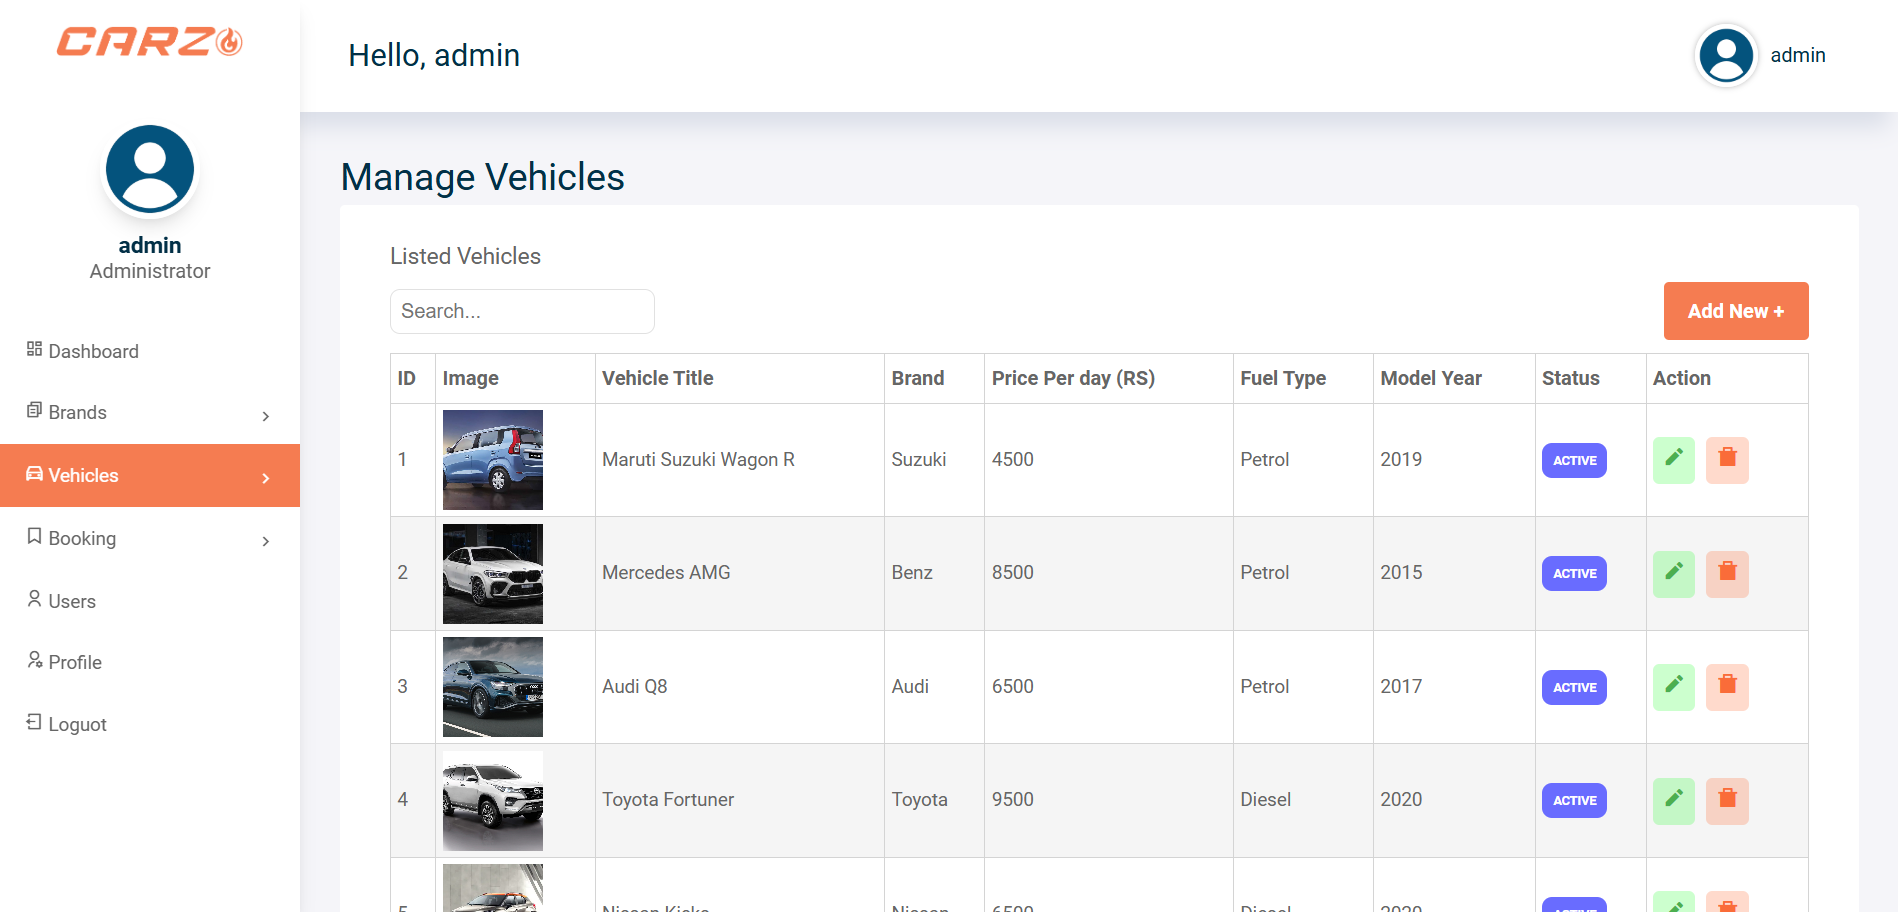 CARZ
Hello, admin
admin
admin
Administrator
Dashboard
Brands
Vehicles
Booking
Users
Profile
Loguot
Manage Vehicles
Listed Vehicles
Search...
Add New +
ID Image Vehicle Title Brand Price Per day (RS) Fuel Type Model Year Status Action
1 Maruti Suzuki Wagon R Suzuki 4500 Petrol 2019 ACTIVE
2 Mercedes AMG Benz 8500 Petrol 2015 ACTIVE
3 Audi Q8 Audi 6500 Petrol 2017 ACTIVE
4 Toyota Fortuner Toyota 9500 Diesel 2020 ACTIVE
5 Nissan Kicks Nissan 6500 Diesel 2020 ACTIVE